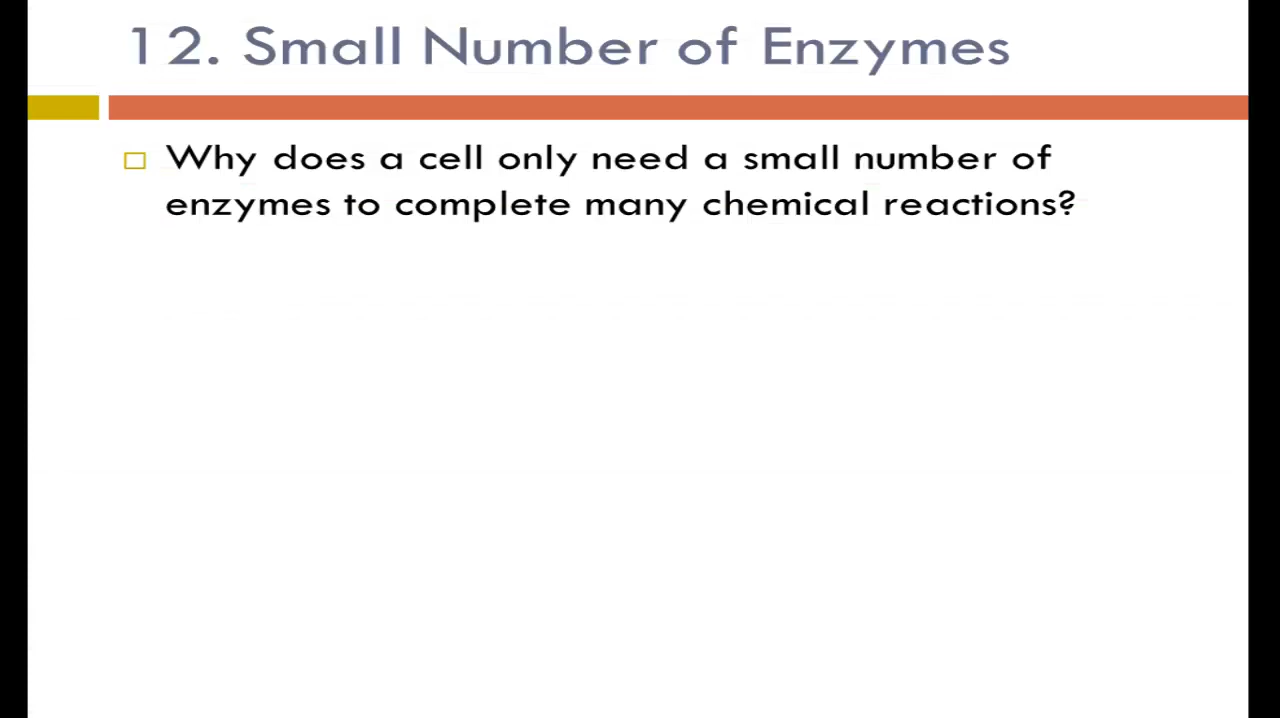 12. Small Number of Enzymes
Why does a cell only need a small number of
enzymes to complete many chemical reactions?